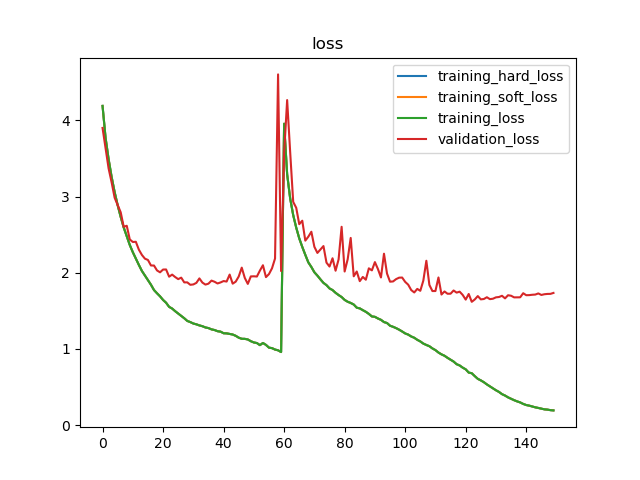 loss
training_hard_loss
training_soft_loss
training_loss
validation_loss
4
3
2
1
0
0 20 40 60 80 100 120 140